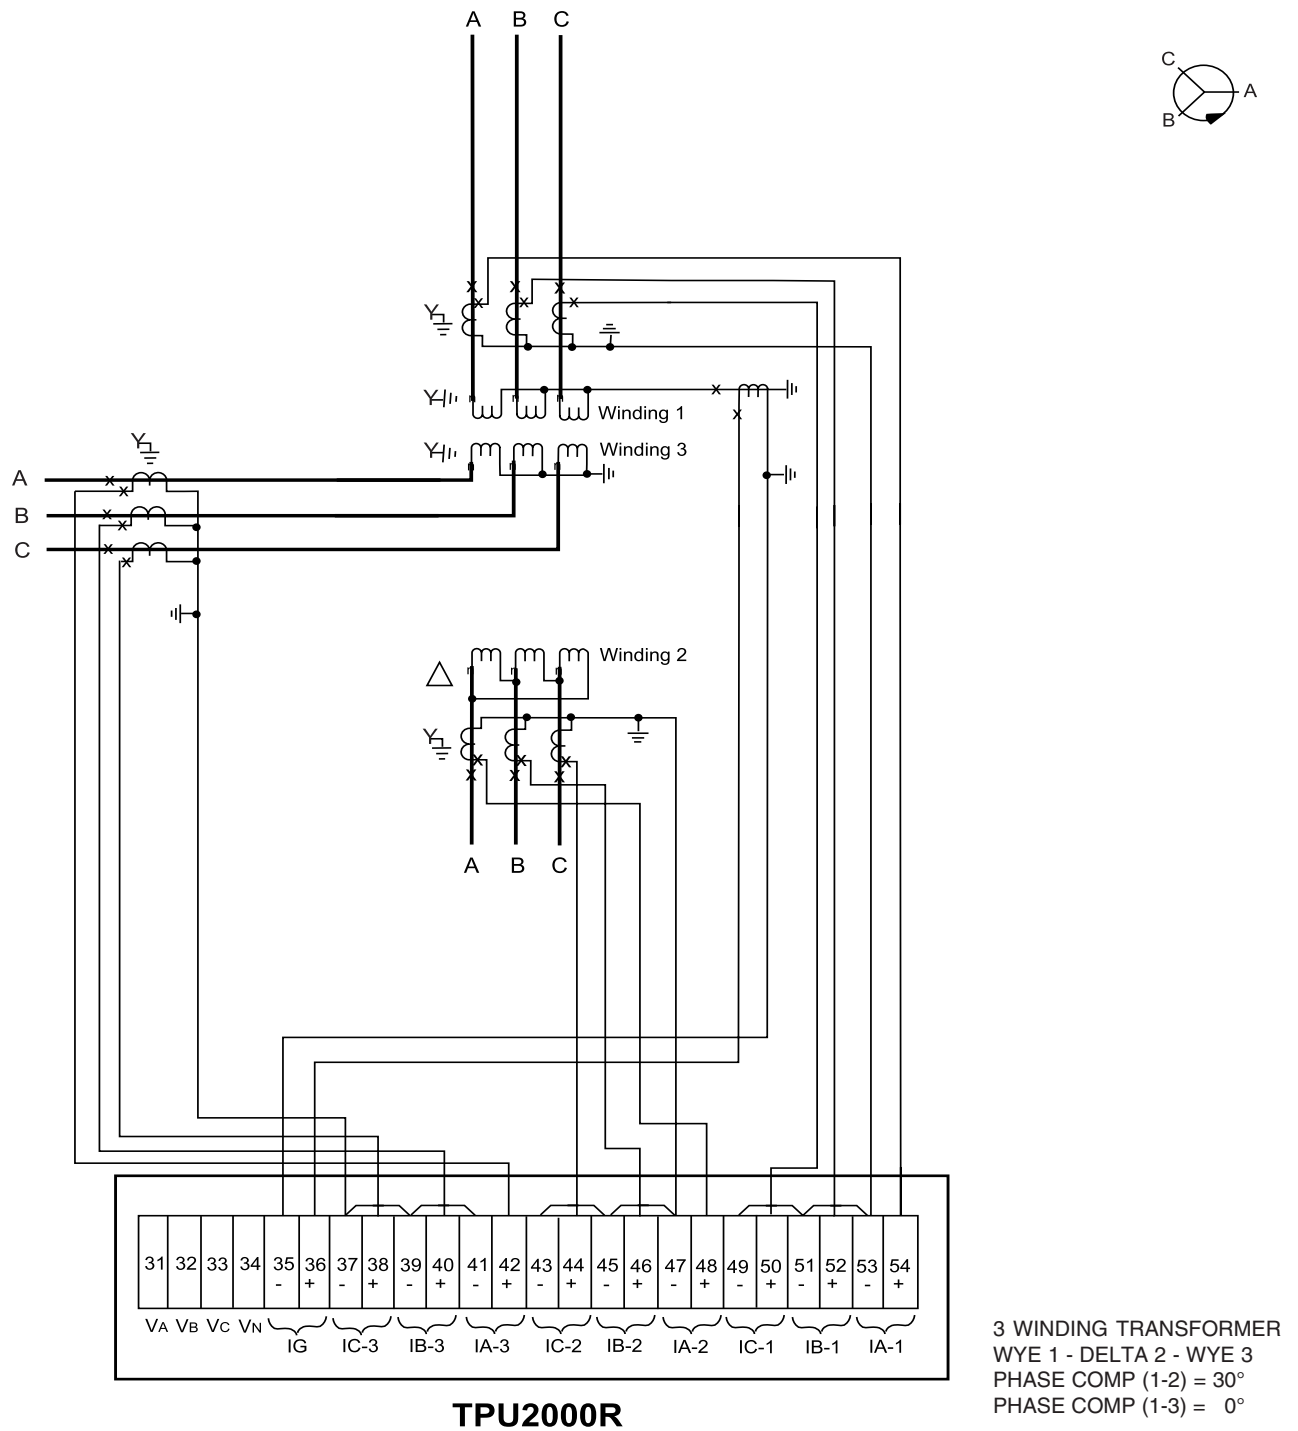 A B C
C
A
B
Y
Y
Winding 1
Y
Winding 3
Y
A
B
C
Winding 2
Y
A B C
31 32 33 34 35 36 37 38 39 40 41 42 43 44 45 46 47 48 49 50 51 52 53 54
- + - + - + - + - + - + - + - + - + - +
VA VB VC VN IG IC-3 IB-3 IA-3 IC-2 IB-2 IA-2 IC-1 IB-1 IA-1
TPU2000R
3 WINDING TRANSFORMER
WYE 1 - DELTA 2 - WYE 3
PHASE COMP (1-2) = 30°
PHASE COMP (1-3) = 0°